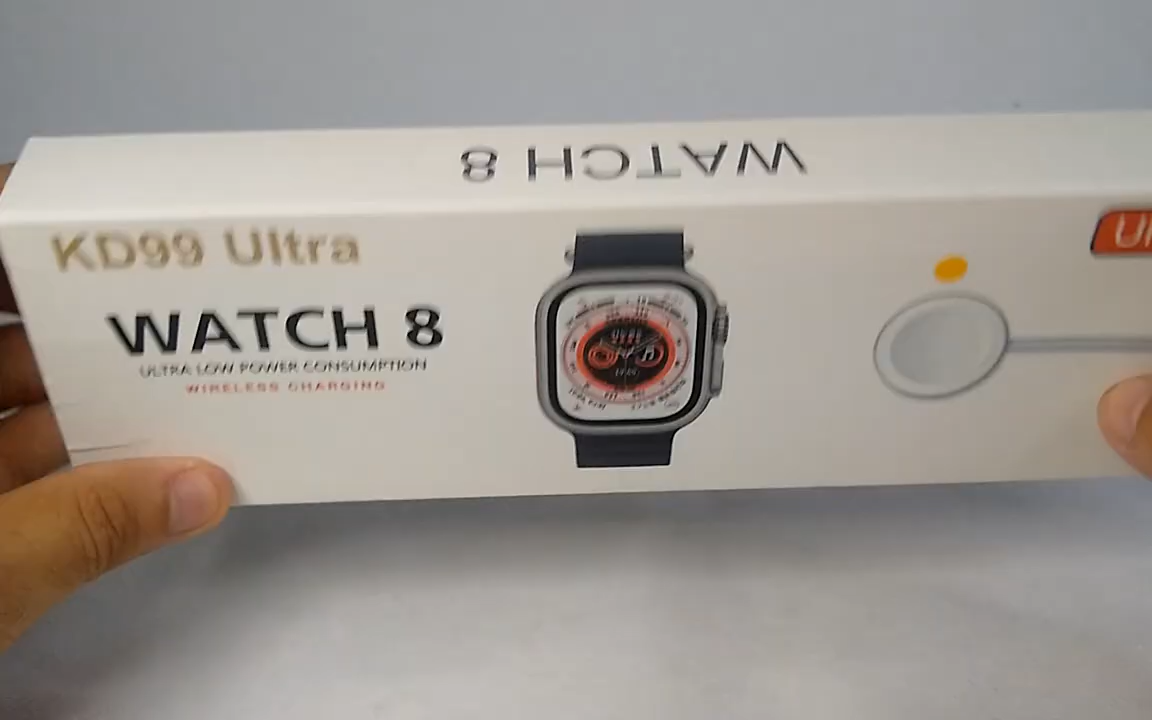 WATCH 8
KD99 Ultra
WATCH 8
ULTRA LOW POWER CONSUMPTION
WIRELESS CHARGING